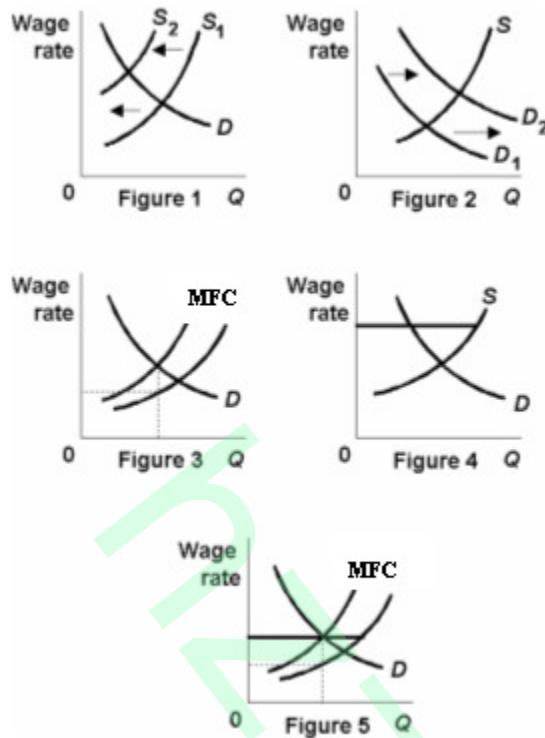 Wage rate
S2 S1
D
0 Figure 1 Q
Wage rate
S
D2
D1
0 Figure 2 Q
Wage rate
MFC
D
0 Figure 3 Q
Wage rate
S
D
0 Figure 4 Q
Wage rate
MFC
D
0 Figure 5 Q